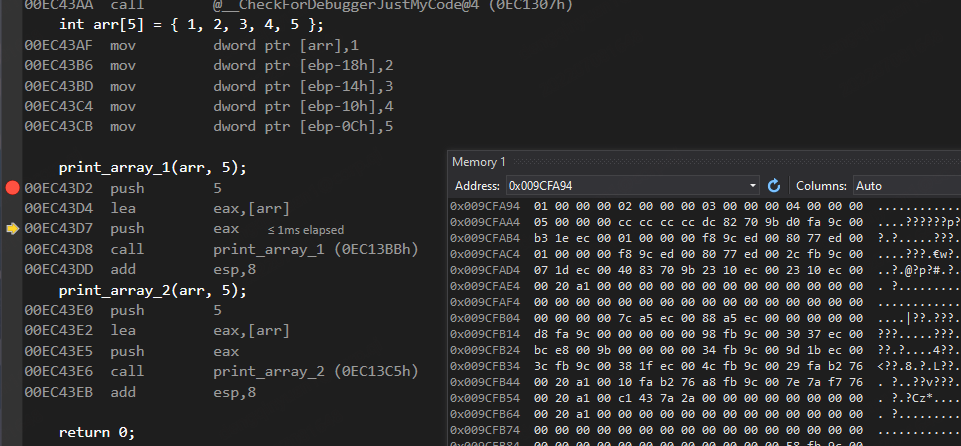 00EC43AA call @__CheckForDebuggerJustMyCode@4 (0EC1307h)
int arr[5] = { 1, 2, 3, 4, 5 };
00EC43AF mov dword ptr [arr],1
00EC43B6 mov dword ptr [ebp-18h],2
00EC43BD mov dword ptr [ebp-14h],3
00EC43C4 mov dword ptr [ebp-10h],4
00EC43CB mov dword ptr [ebp-0Ch],5
print_array_1(arr, 5);
00EC43D2 push 5
00EC43D4 lea eax,[arr]
00EC43D7 push eax ≤ 1ms elapsed
00EC43D8 call print_array_1 (0EC13BBh)
00EC43DD add esp,8
print_array_2(arr, 5);
00EC43E0 push 5
00EC43E2 lea eax,[arr]
00EC43E5 push eax
00EC43E6 call print_array_2 (0EC13C5h)
00EC43EB add esp,8
return 0;
Memory 1
Address: 0x009CFA94 Columns: Auto
0x009CFA94 01 00 00 00 02 00 00 00 03 00 00 00 04 00 00 00 ................
0x009CFAA4 05 00 00 00 cc cc cc cc dc 82 70 9b d0 fa 9c 00 ....??????p?
0x009CFAB4 b3 1e ec 00 01 00 00 00 f8 9c ed 00 80 77 ed 00
0x009CFAC4 01 00 00 00 f8 9c ed 00 80 77 ed 00 2c fb 9c 00
0x009CFAD4 07 1d ec 00 40 83 70 9b 23 10 ec 00 23 10 ec 00
0x009CFAE4 00 20 a1 00 00 00 00 00 00 00 00 00 00 00 00 00
0x009CFAF4 00 00 00 00 00 00 00 00 00 00 00 00 00 00 00 00
0x009CFB04 00 00 00 00 7c a5 ec 00 88 a5 ec 00 00 00 00 00
0x009CFB14 d8 fa 9c 00 00 00 00 00 98 fb 9c 00 30 37 ec 00
0x009CFB24 bc e8 00 9b 00 00 00 00 34 fb 9c 00 9d 1b ec 00
0x009CFB34 3c fb 9c 00 38 1f ec 00 4c fb 9c 00 29 fa b2 76
0x009CFB44 00 20 a1 00 10 fa b2 76 a8 fb 9c 00 7e 7a f7 76
0x009CFB54 00 20 a1 00 c1 43 7a 2a 00 00 00 00 00 00 00 00
0x009CFB64 00 20 a1 00 00 00 00 00 00 00 00 00 00 00 00 00
0x009CFB74 00 00 00 00 00 00 00 00 00 00 00 00 00 00 00 00